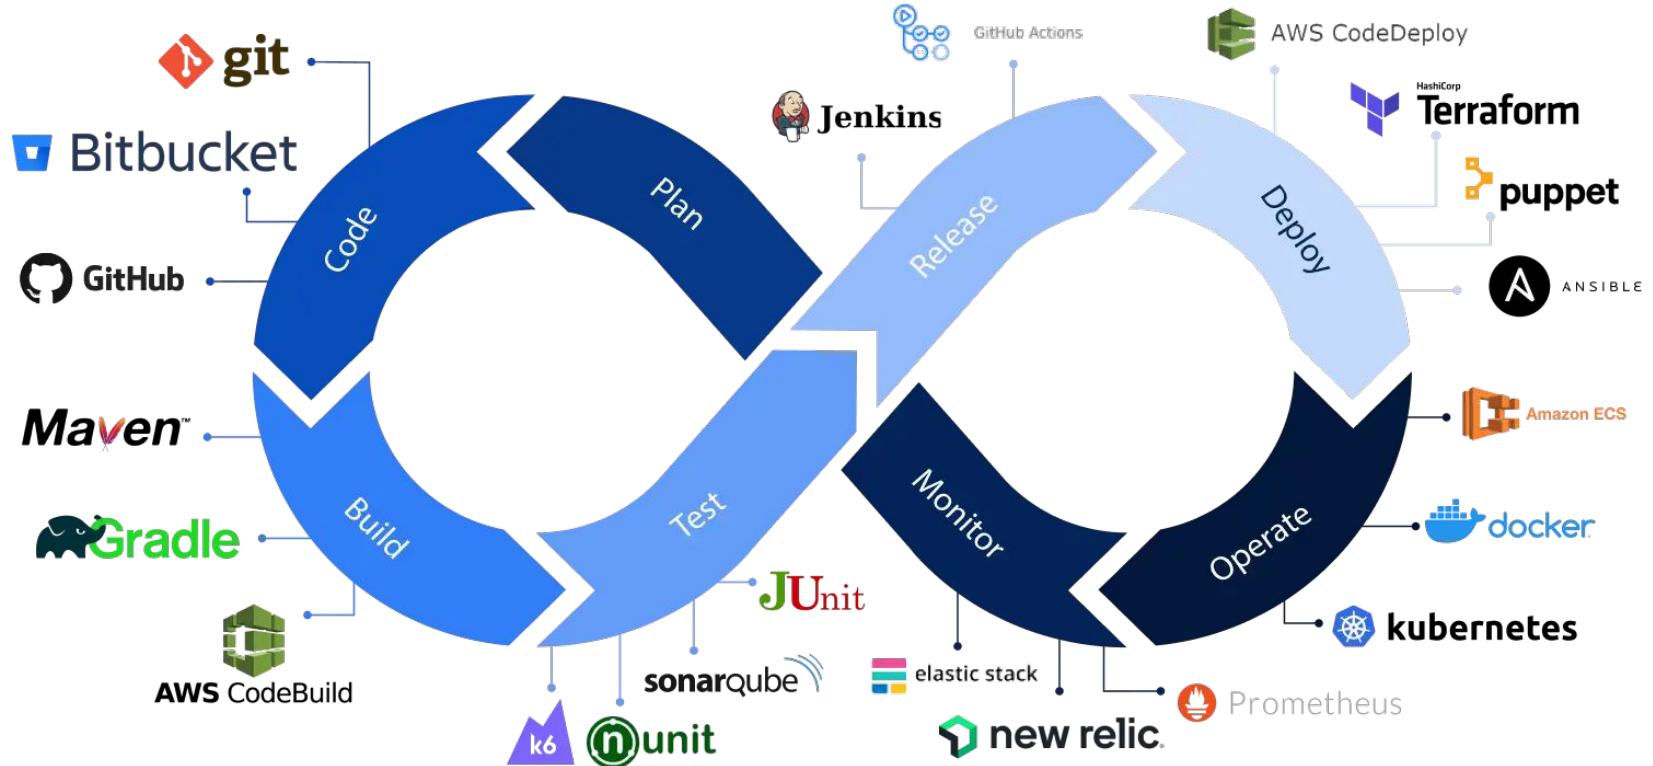 GitHub Actions
AWS CodeDeploy
git
HashiCorp
Terraform
Jenkins
Bitbucket
Plan
puppet
Code
Release
Deploy
GitHub
ANSIBLE
Maven™
Amazon ECS
Build
Test
Monitor
Operate
Gradle
docker
JUnit
kubernetes
AWS CodeBuild
sonarqube
elastic stack
Prometheus
k6
nunit
new relic.